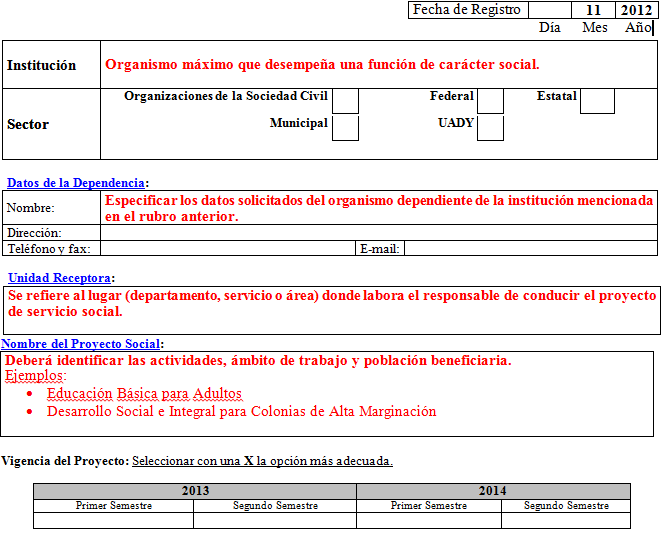 Fecha de Registro 11 2012
Día Mes Año
Institución Organismo máximo que desempeña una función de carácter social.
Sector
Organizaciones de la Sociedad Civil Federal Estatal
Municipal UADY
Datos de la Dependencia:
Nombre: Especificar los datos solicitados del organismo dependiente de la institución mencionada
en el rubro anterior.
Dirección:
Teléfono y fax: E-mail:
Unidad Receptora:
Se refiere al lugar (departamento, servicio o área) donde labora el responsable de conducir el proyecto
de servicio social.
Nombre del Proyecto Social:
Deberá identificar las actividades, ámbito de trabajo y población beneficiaria.
Ejemplos:
• Educación Básica para Adultos
• Desarrollo Social e Integral para Colonias de Alta Marginación
Vigencia del Proyecto: Seleccionar con una X la opción más adecuada.
2013 2014
Primer Semestre Segundo Semestre Primer Semestre Segundo Semestre